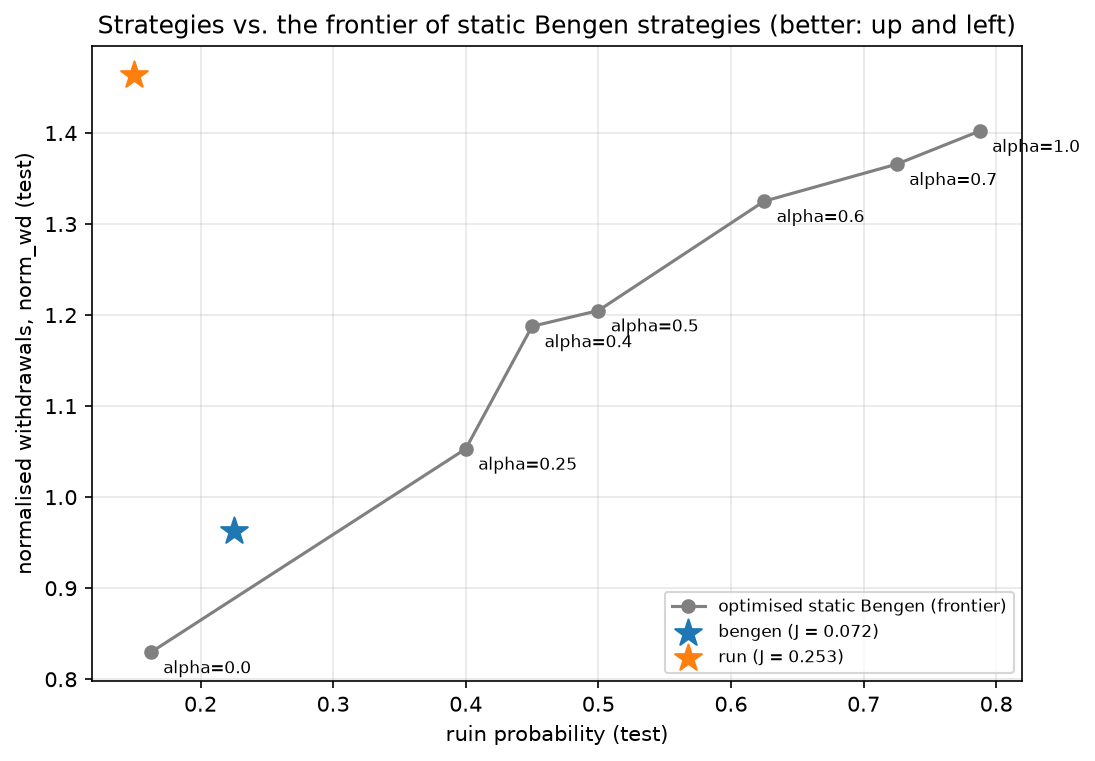 Strategies vs. the frontier of static Bengen strategies (better: up and left)
normalised withdrawals, norm_wd (test)
1.4
1.3
1.2
1.1
1.0
0.9
0.8
alpha=1.0
alpha=0.7
alpha=0.6
alpha=0.5
alpha=0.4
alpha=0.25
alpha=0.0
optimised static Bengen (frontier)
bengen (J = 0.072)
run (J = 0.253)
0.2 0.3 0.4 0.5 0.6 0.7 0.8
ruin probability (test)